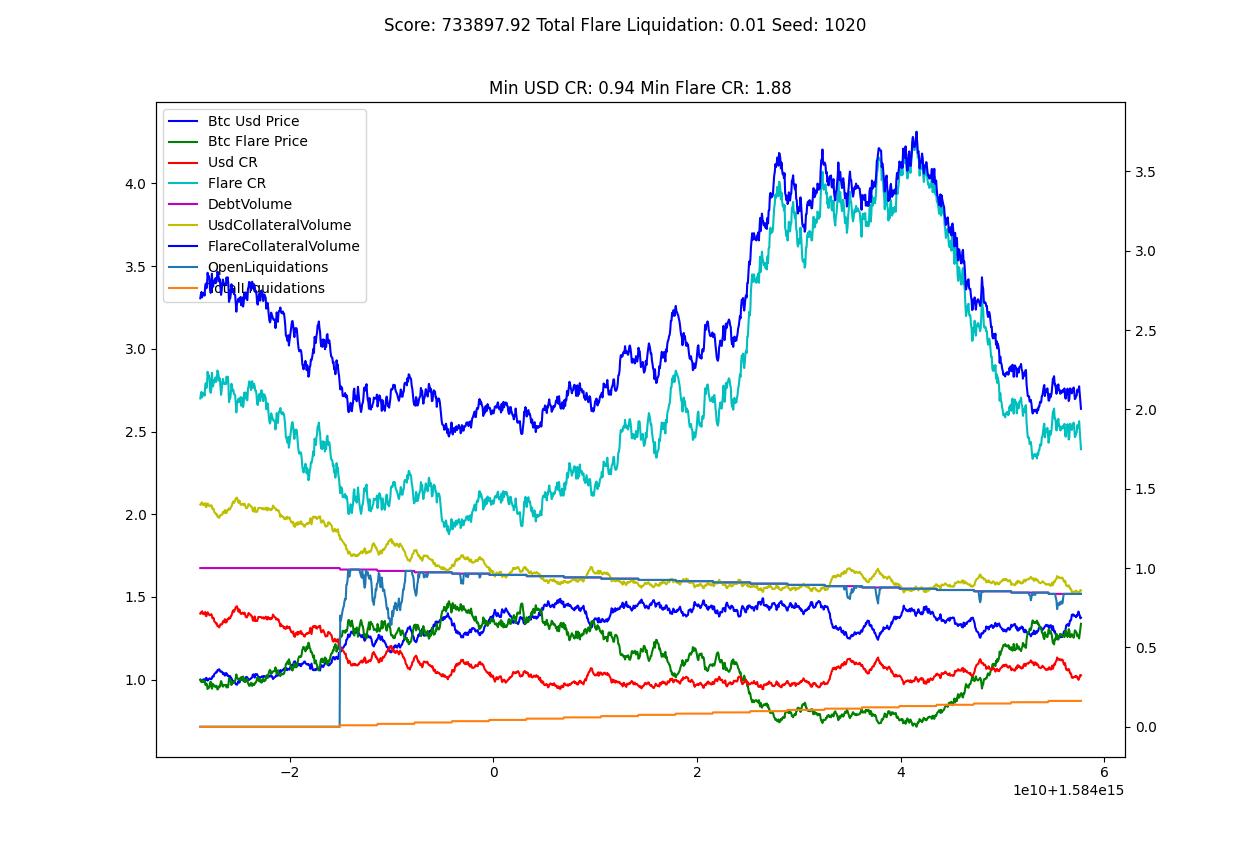 Score: 733897.92 Total Flare Liquidation: 0.01 Seed: 1020
Min USD CR: 0.94 Min Flare CR: 1.88
Btc Usd Price
Btc Flare Price
Usd CR
Flare CR
DebtVolume
UsdCollateralVolume
FlareCollateralVolume
OpenLiquidations
TotalLiquidations
4.0
3.5
3.0
2.5
2.0
1.5
1.0
3.5
3.0
2.5
2.0
1.5
1.0
0.5
0.0
−2
0
2
4
6
1e10+1.584e15